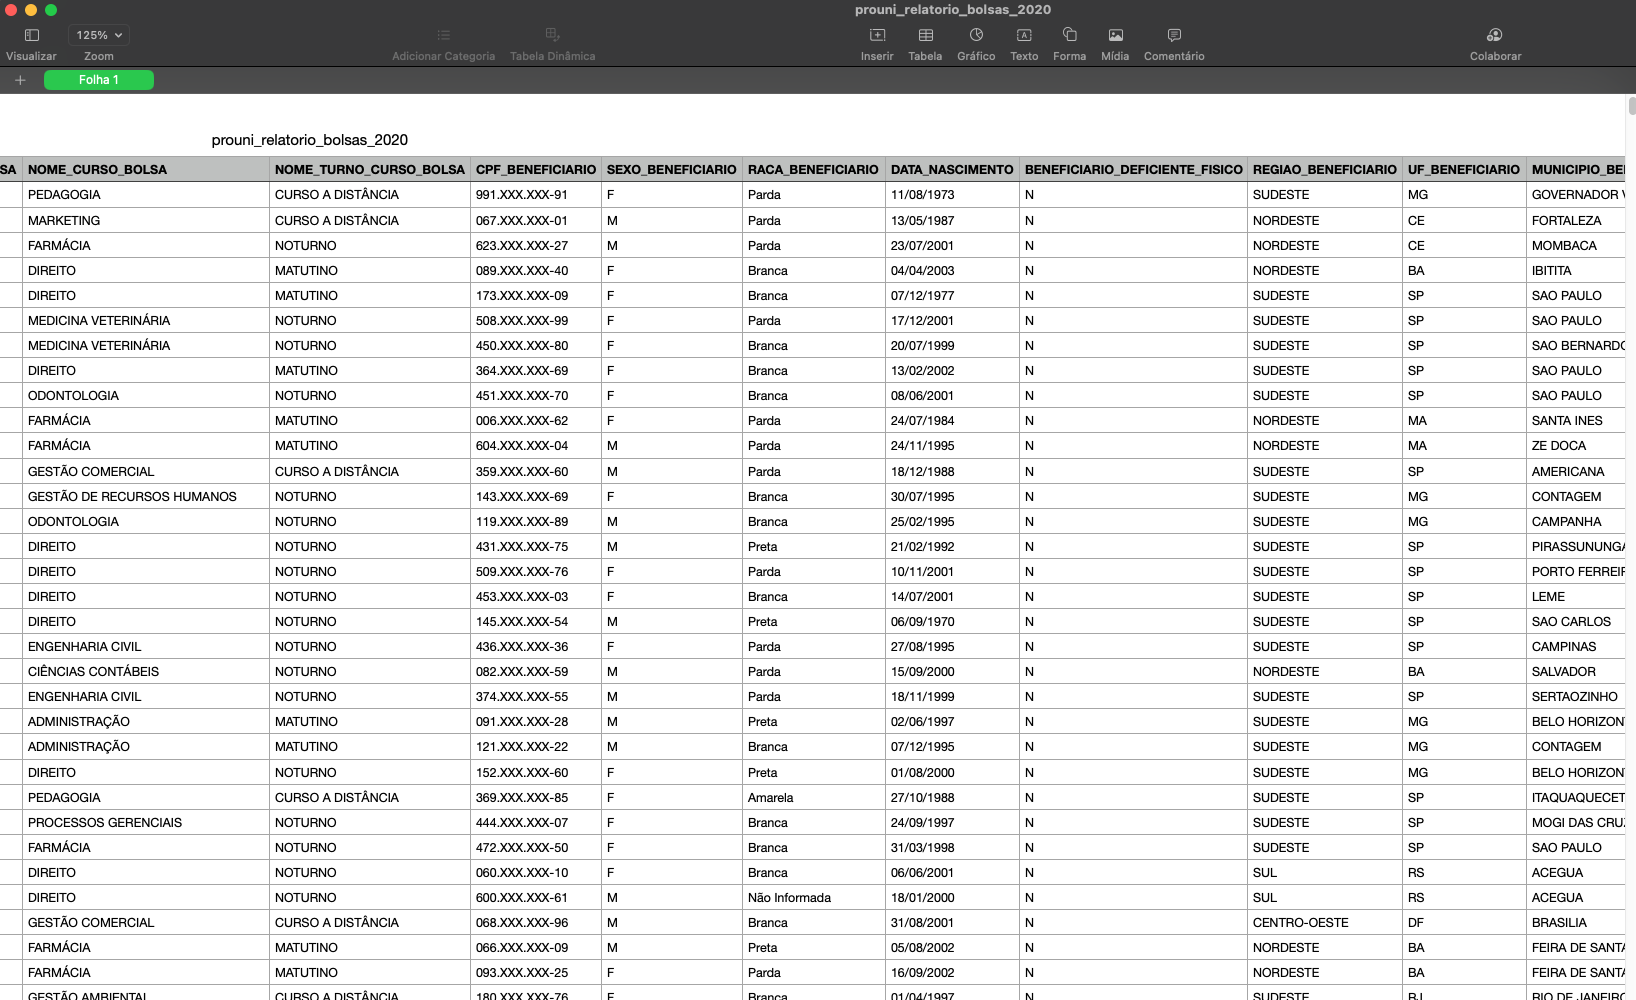 prouni_relatorio_bolsas_2020
125%
Visualizar Zoom Adicionar Categoria Tabela Dinâmica Inserir Tabela Gráfico Texto Forma Mídia Comentário Colaborar
Folha 1
prouni_relatorio_bolsas_2020
SA NOME_CURSO_BOLSA NOME_TURNO_CURSO_BOLSA CPF_BENEFICIARIO SEXO_BENEFICIARIO RACA_BENEFICIARIO DATA_NASCIMENTO BENEFICIARIO_DEFICIENTE_FISICO REGIAO_BENEFICIARIO UF_BENEFICIARIO MUNICIPIO_BE
PEDAGOGIA CURSO A DISTÂNCIA 991.XXX.XXX-91 F Parda 11/08/1973 N SUDESTE MG GOVERNADOR V
MARKETING CURSO A DISTÂNCIA 067.XXX.XXX-01 M Parda 13/05/1987 N NORDESTE CE FORTALEZA
FARMÁCIA NOTURNO 623.XXX.XXX-27 M Parda 23/07/2001 N NORDESTE CE MOMBACA
DIREITO MATUTINO 089.XXX.XXX-40 F Branca 04/04/2003 N NORDESTE BA IBITITA
DIREITO MATUTINO 173.XXX.XXX-09 F Branca 07/12/1977 N SUDESTE SP SAO PAULO
MEDICINA VETERINÁRIA NOTURNO 508.XXX.XXX-99 F Parda 17/12/2001 N SUDESTE SP SAO PAULO
MEDICINA VETERINÁRIA NOTURNO 450.XXX.XXX-80 F Branca 20/07/1999 N SUDESTE SP SAO BERNARDO
DIREITO MATUTINO 364.XXX.XXX-69 F Branca 13/02/2002 N SUDESTE SP SAO PAULO
ODONTOLOGIA NOTURNO 451.XXX.XXX-70 F Branca 08/06/2001 N SUDESTE SP SAO PAULO
FARMÁCIA MATUTINO 006.XXX.XXX-62 F Parda 24/07/1984 N NORDESTE MA SANTA INES
FARMÁCIA MATUTINO 604.XXX.XXX-04 M Parda 24/11/1995 N NORDESTE MA ZE DOCA
GESTÃO COMERCIAL CURSO A DISTÂNCIA 359.XXX.XXX-60 M Parda 18/12/1988 N SUDESTE SP AMERICANA
GESTÃO DE RECURSOS HUMANOS NOTURNO 143.XXX.XXX-69 F Branca 30/07/1995 N SUDESTE MG CONTAGEM
ODONTOLOGIA NOTURNO 119.XXX.XXX-89 M Branca 25/02/1995 N SUDESTE MG CAMPANHA
DIREITO NOTURNO 431.XXX.XXX-75 M Preta 21/02/1992 N SUDESTE SP PIRASSUNUNGA
DIREITO NOTURNO 509.XXX.XXX-76 F Parda 10/11/2001 N SUDESTE SP PORTO FERREIR
DIREITO NOTURNO 453.XXX.XXX-03 F Branca 14/07/2001 N SUDESTE SP LEME
DIREITO NOTURNO 145.XXX.XXX-54 M Preta 06/09/1970 N SUDESTE SP SAO CARLOS
ENGENHARIA CIVIL NOTURNO 436.XXX.XXX-36 F Parda 27/08/1995 N SUDESTE SP CAMPINAS
CIÊNCIAS CONTÁBEIS NOTURNO 082.XXX.XXX-59 M Parda 15/09/2000 N NORDESTE BA SALVADOR
ENGENHARIA CIVIL NOTURNO 374.XXX.XXX-55 M Parda 18/11/1999 N SUDESTE SP SERTAOZINHO
ADMINISTRAÇÃO MATUTINO 091.XXX.XXX-28 M Preta 02/06/1997 N SUDESTE MG BELO HORIZON
ADMINISTRAÇÃO MATUTINO 121.XXX.XXX-22 M Branca 07/12/1995 N SUDESTE MG CONTAGEM
DIREITO NOTURNO 152.XXX.XXX-60 F Preta 01/08/2000 N SUDESTE MG BELO HORIZON
PEDAGOGIA CURSO A DISTÂNCIA 369.XXX.XXX-85 F Amarela 27/10/1988 N SUDESTE SP ITAQUAQUECET
PROCESSOS GERENCIAIS NOTURNO 444.XXX.XXX-07 F Branca 24/09/1997 N SUDESTE SP MOGI DAS CRU
FARMÁCIA NOTURNO 472.XXX.XXX-50 F Branca 31/03/1998 N SUDESTE SP SAO PAULO
DIREITO NOTURNO 060.XXX.XXX-10 F Branca 06/06/2001 N SUL RS ACEGUA
DIREITO NOTURNO 600.XXX.XXX-61 M Não Informada 18/01/2000 N SUL RS ACEGUA
GESTÃO COMERCIAL CURSO A DISTÂNCIA 068.XXX.XXX-96 M Branca 31/08/2001 N CENTRO-OESTE DF BRASILIA
FARMÁCIA MATUTINO 066.XXX.XXX-09 M Preta 05/08/2002 N NORDESTE BA FEIRA DE SANTA
FARMÁCIA MATUTINO 093.XXX.XXX-25 F Parda 16/09/2002 N NORDESTE BA FEIRA DE SANTA
GESTÃO AMBIENTAL CURSO A DISTÂNCIA 180.XXX.XXX-76 F Branca 01/04/1997 N SUDESTE RJ RIO DE JANEIRO